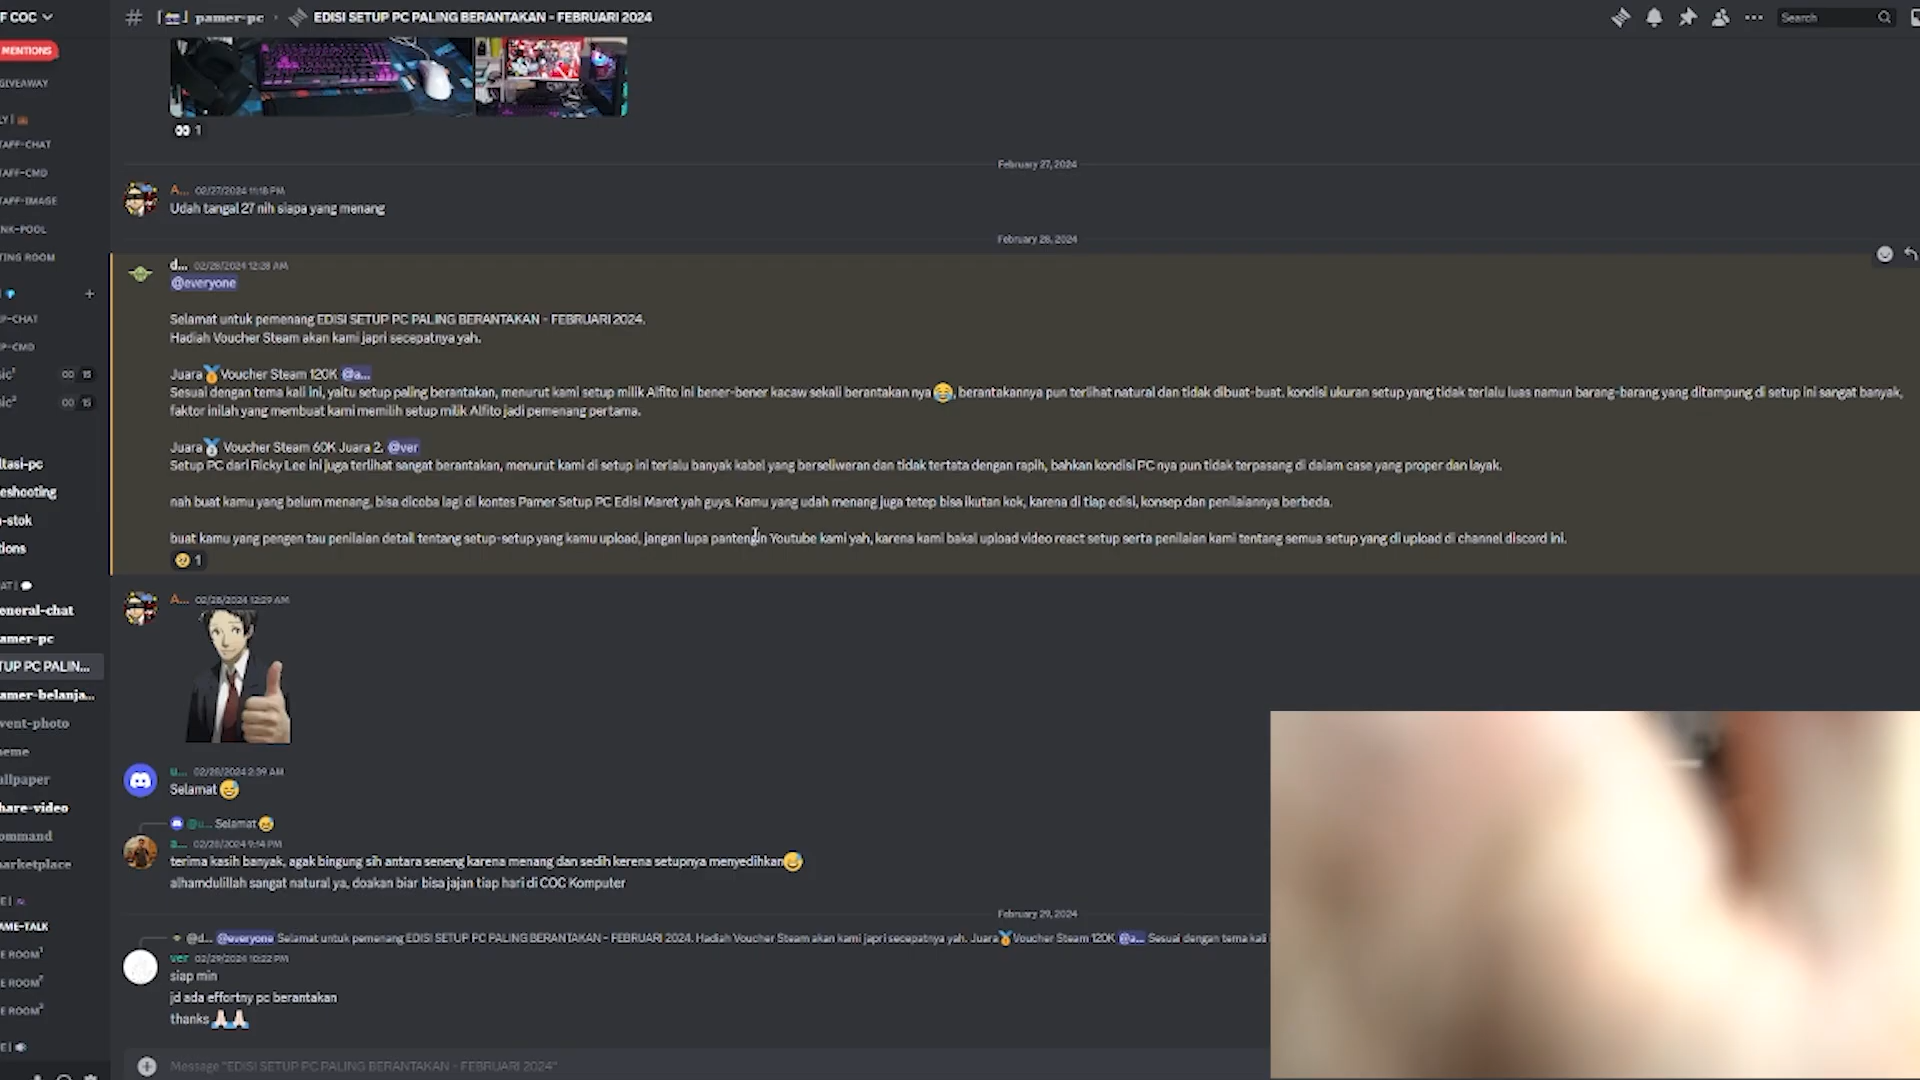 F COC
# pamer-pc › EDISI SETUP PC PALING BERANTAKAN - FEBRUARI 2024
Search
MENTIONS
GIVEAWAY
LY |
TAFF-CHAT
TAFF-CMD
TAFF-IMAGE
NK-POOL
TING ROOM
P-CHAT
P-CMD
sic¹ 00 15
sic² 00 15
ltasi-pc
eshooting
-stok
tions
AT |
eneral-chat
amer-pc
TUP PC PALIN...
amer-belanja...
vent-photo
eme
allpaper
hare-video
ommand
arketplace
E |
AME-TALK
E ROOM¹
E ROOM²
E ROOM³
E |
👀 1
February 27, 2024
A... 02/27/2024 11:18 PM
Udah tangal 27 nih siapa yang menang
February 28, 2024
d... 02/28/2024 12:28 AM
@everyone
Selamat untuk pemenang EDISI SETUP PC PALING BERANTAKAN - FEBRUARI 2024.
Hadiah Voucher Steam akan kami japri secepatnya yah.
Juara🥇Voucher Steam 120K @a...
Sesuai dengan tema kali ini, yaitu setup paling berantakan, menurut kami setup milik Alfito ini bener-bener kacaw sekali berantakan nya 😂, berantakannya pun terlihat natural dan tidak dibuat-buat. kondisi ukuran setup yang tidak terlalu luas namun barang-barang yang ditampung di setup ini sangat banyak,
faktor inilah yang membuat kami memilih setup milik Alfito jadi pemenang pertama.
Juara🥈 Voucher Steam 60K Juara 2. @ver
Setup PC dari Ricky Lee ini juga terlihat sangat berantakan, menurut kami di setup ini terlalu banyak kabel yang berseliweran dan tidak tertata dengan rapih, bahkan kondisi PC nya pun tidak terpasang di dalam case yang proper dan layak.
nah buat kamu yang belum menang, bisa dicoba lagi di kontes Pamer Setup PC Edisi Maret yah guys. Kamu yang udah menang juga tetep bisa ikutan kok, karena di tiap edisi, konsep dan penilaiannya berbeda.
buat kamu yang pengen tau penilaian detail tentang setup-setup yang kamu upload, jangan lupa pantengin Youtube kami yah, karena kami bakal upload video react setup serta penilaian kami tentang semua setup yang di upload di channel discord ini.
🥺 1
A... 02/28/2024 12:29 AM
u... 02/28/2024 2:39 AM
Selamat 😅
@u... Selamat 😅
a... 02/28/2024 9:14 PM
terima kasih banyak, agak bingung sih antara seneng karena menang dan sedih kerena setupnya menyedihkan😅
alhamdulillah sangat natural ya, doakan biar bisa jajan tiap hari di COC Komputer
February 29, 2024
@d... @everyone Selamat untuk pemenang EDISI SETUP PC PALING BERANTAKAN - FEBRUARI 2024. Hadiah Voucher Steam akan kami japri secepatnya yah. Juara🥇Voucher Steam 120K @a... Sesuai dengan tema kali
ver 02/29/2024 10:22 PM
siap min
jd ada effortny pc berantakan
thanks 🙏🏻🙏🏻
Message "EDISI SETUP PC PALING BERANTAKAN - FEBRUARI 2024"